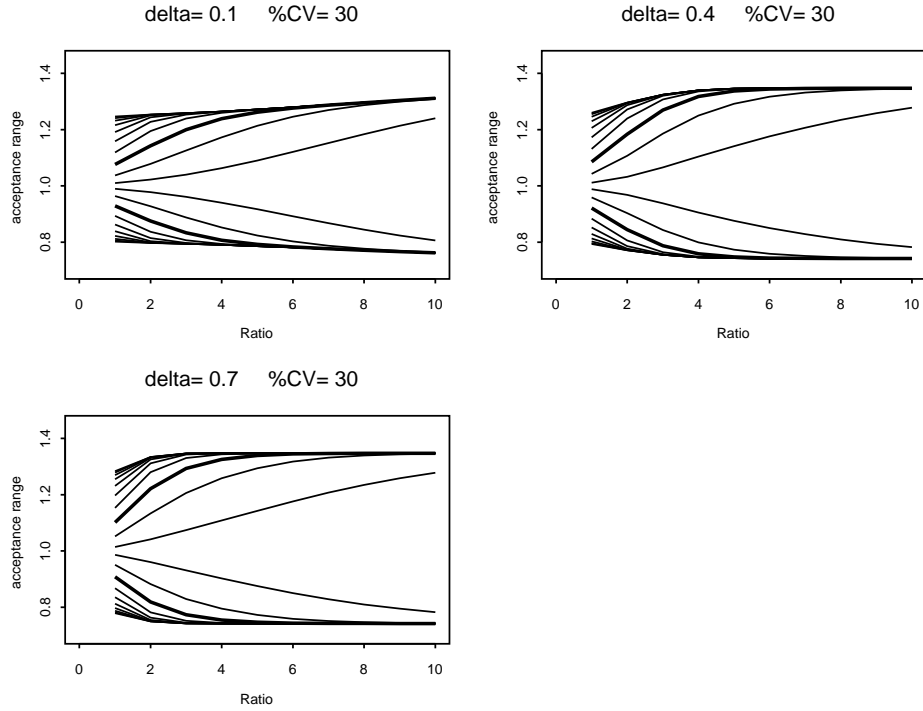 delta= 0.1 %CV= 30
acceptance range
1.4
1.2
1.0
0.8
0 2 4 6 8 10
Ratio
delta= 0.4 %CV= 30
acceptance range
1.4
1.2
1.0
0.8
0 2 4 6 8 10
Ratio
delta= 0.7 %CV= 30
acceptance range
1.4
1.2
1.0
0.8
0 2 4 6 8 10
Ratio